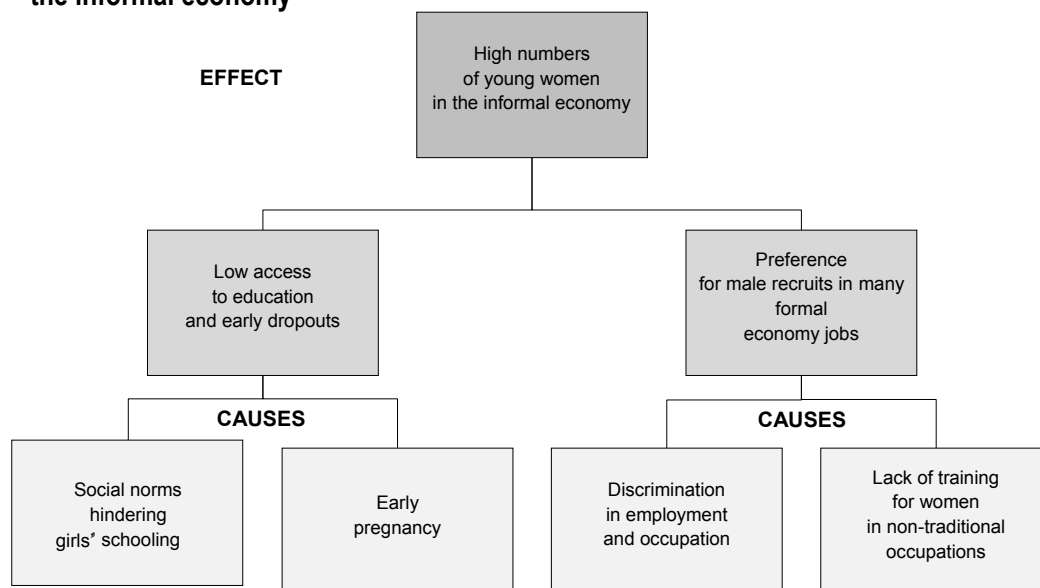 the informal economy
EFFECT
High numbers
of young women
in the informal economy
Low access
to education
and early dropouts
Preference
for male recruits in many
formal
economy jobs
CAUSES
CAUSES
Social norms
hindering
girls’ schooling
Early
pregnancy
Discrimination
in employment
and occupation
Lack of training
for women
in non-traditional
occupations